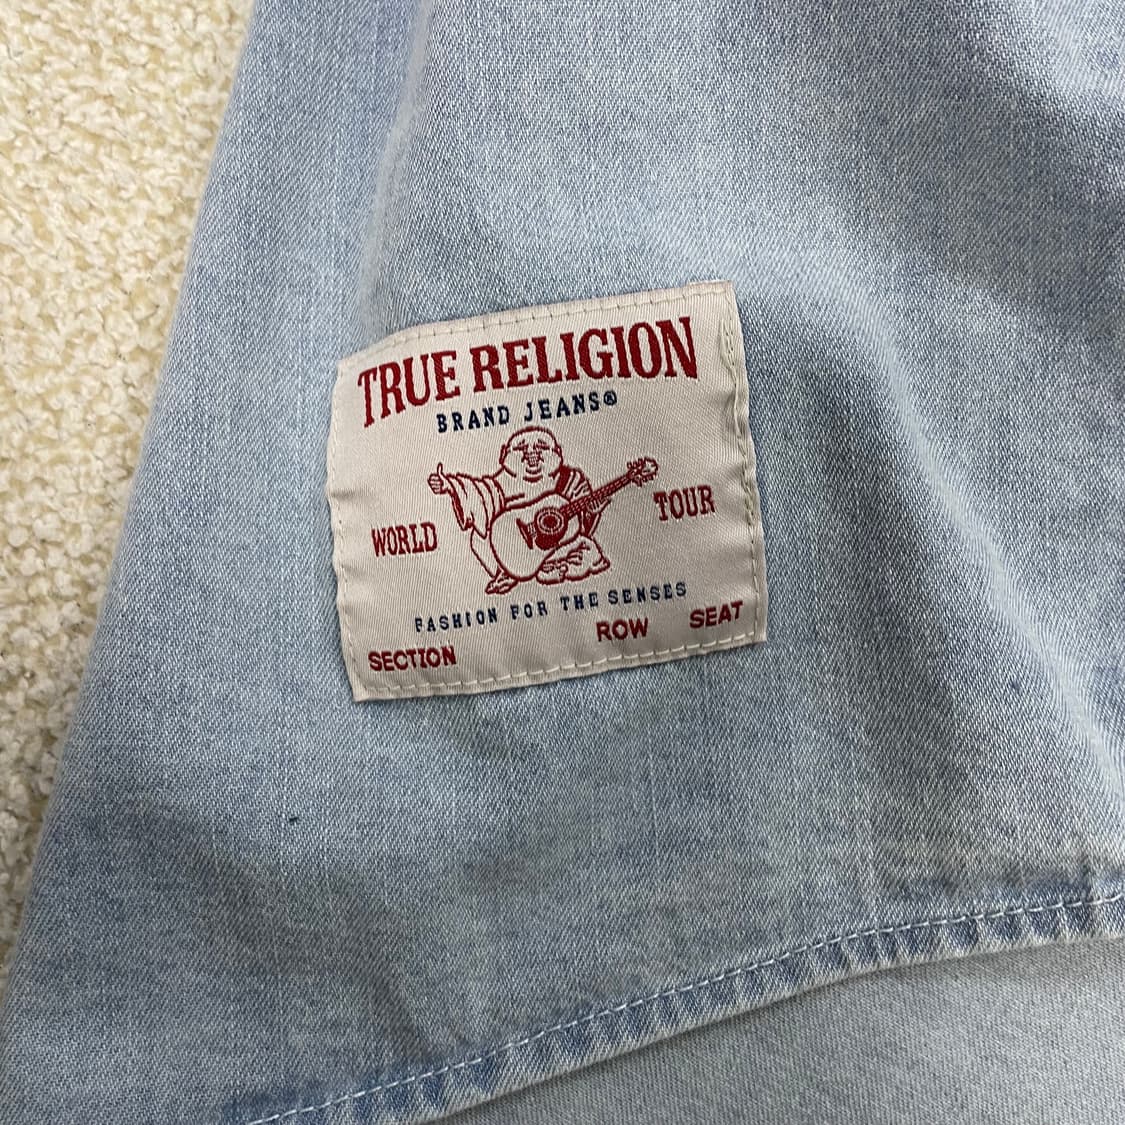 TRUE RELIGION
BRAND JEANS®
WORLD TOUR
FASHION FOR THE SENSES
SECTION ROW SEAT